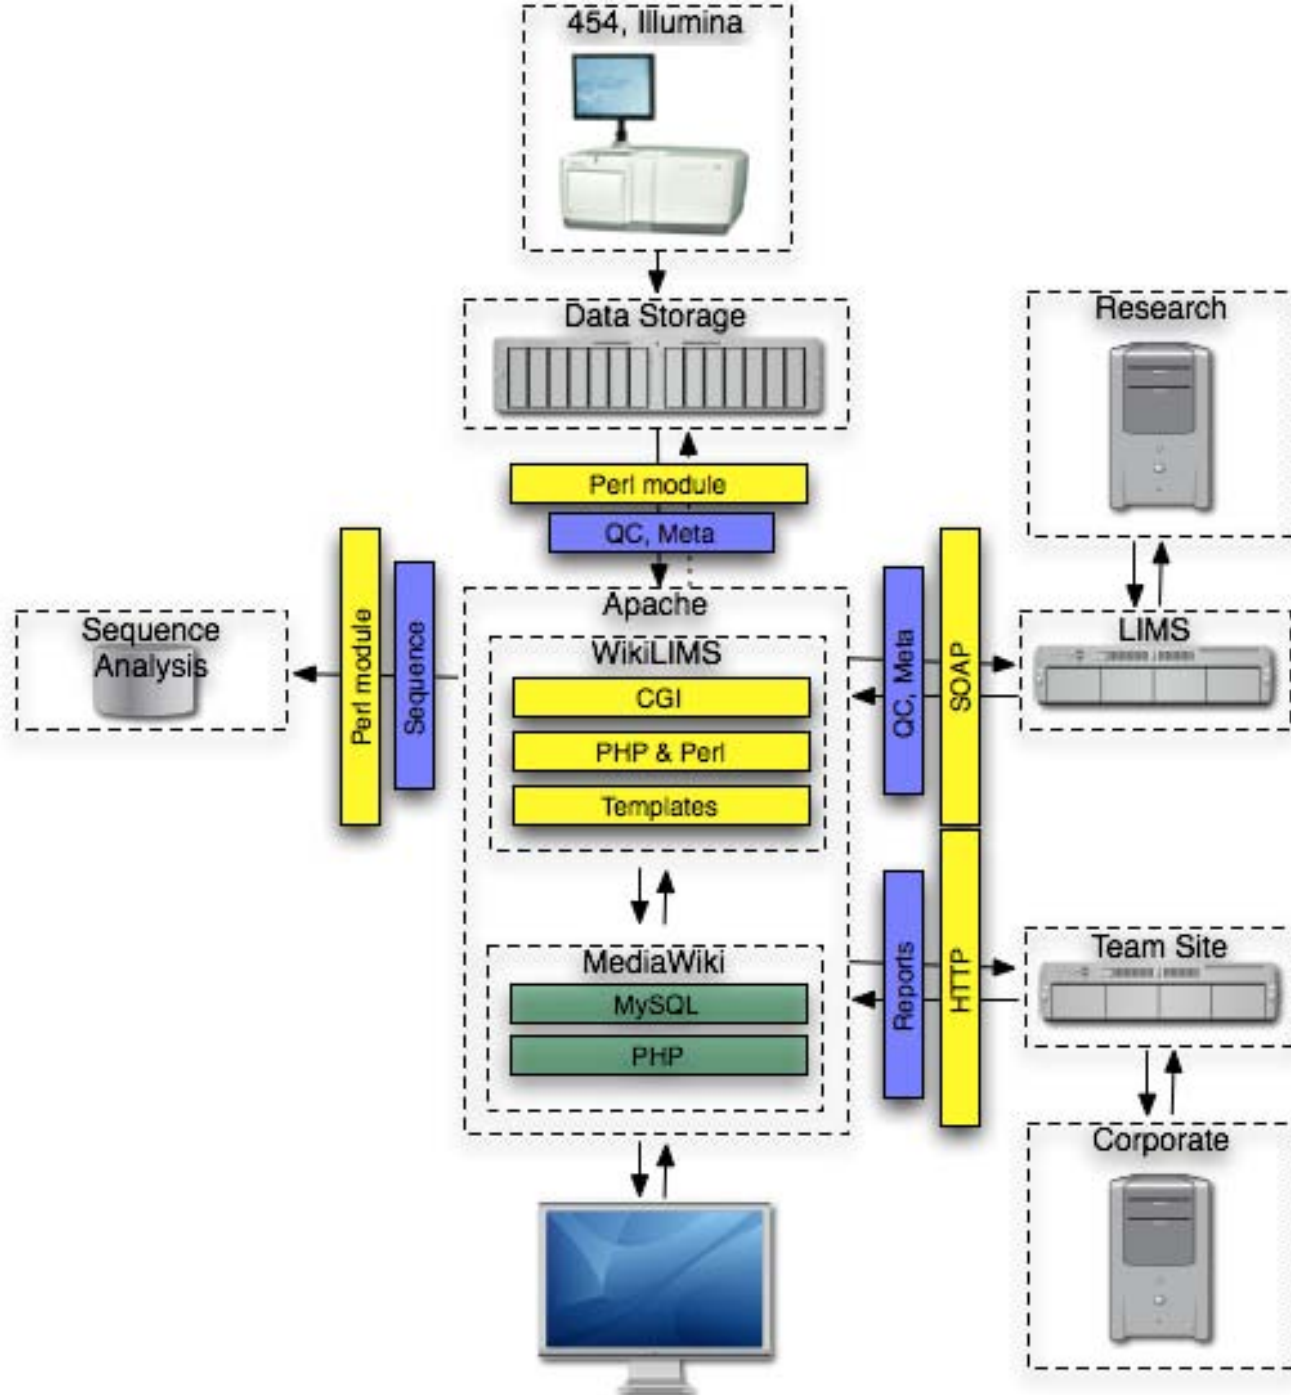 454, Illumina
Data Storage
Research
Perl module
QC, Meta
Apache
WikiLIMS
CGI
PHP & Perl
Templates
Sequence
Analysis
Perl module
Sequence
QC, Meta
SOAP
LIMS
MediaWiki
MySQL
PHP
Reports
HTTP
Team Site
Corporate